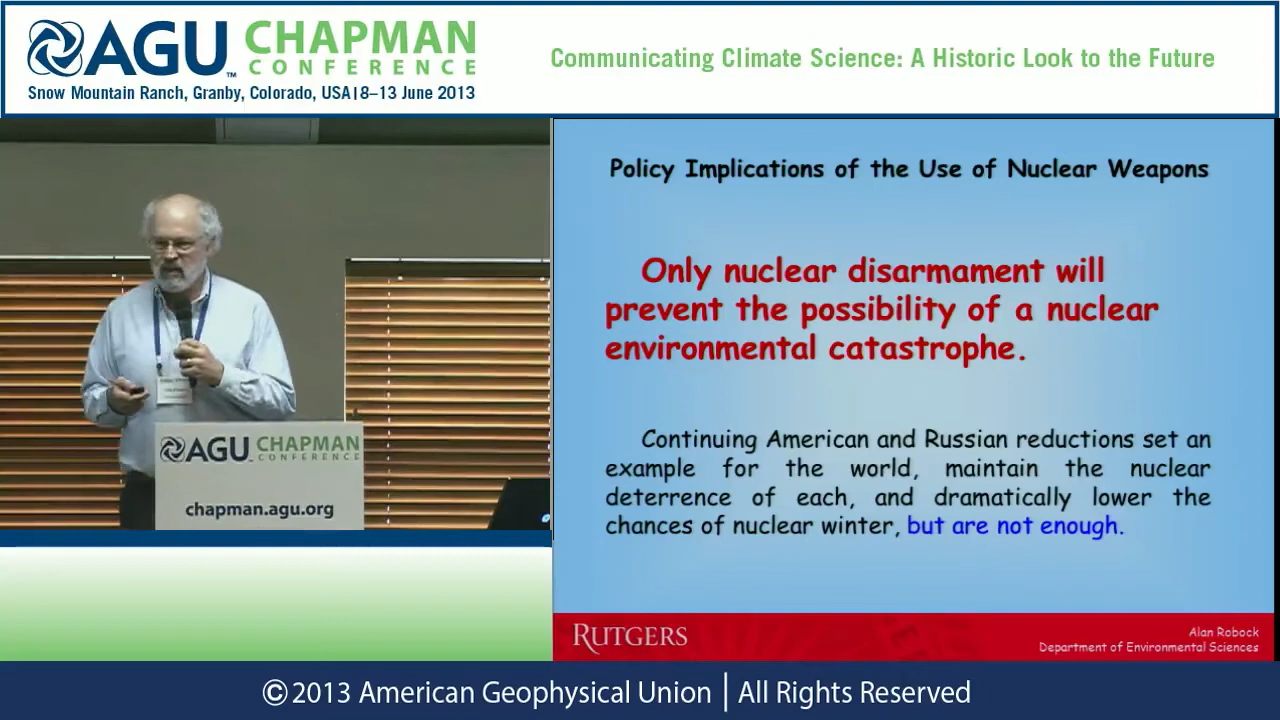 AGU CHAPMAN
CONFERENCE
Snow Mountain Ranch, Granby, Colorado, USA|8–13 June 2013
Communicating Climate Science: A Historic Look to the Future
Policy Implications of the Use of Nuclear Weapons
Only nuclear disarmament will
prevent the possibility of a nuclear
environmental catastrophe.
Continuing American and Russian reductions set an
example for the world, maintain the nuclear
deterrence of each, and dramatically lower the
chances of nuclear winter, but are not enough.
AGU CHAPMAN
CONFERENCE
chapman.agu.org
RUTGERS
Alan Robock
Department of Environmental Sciences
©2013 American Geophysical Union | All Rights Reserved